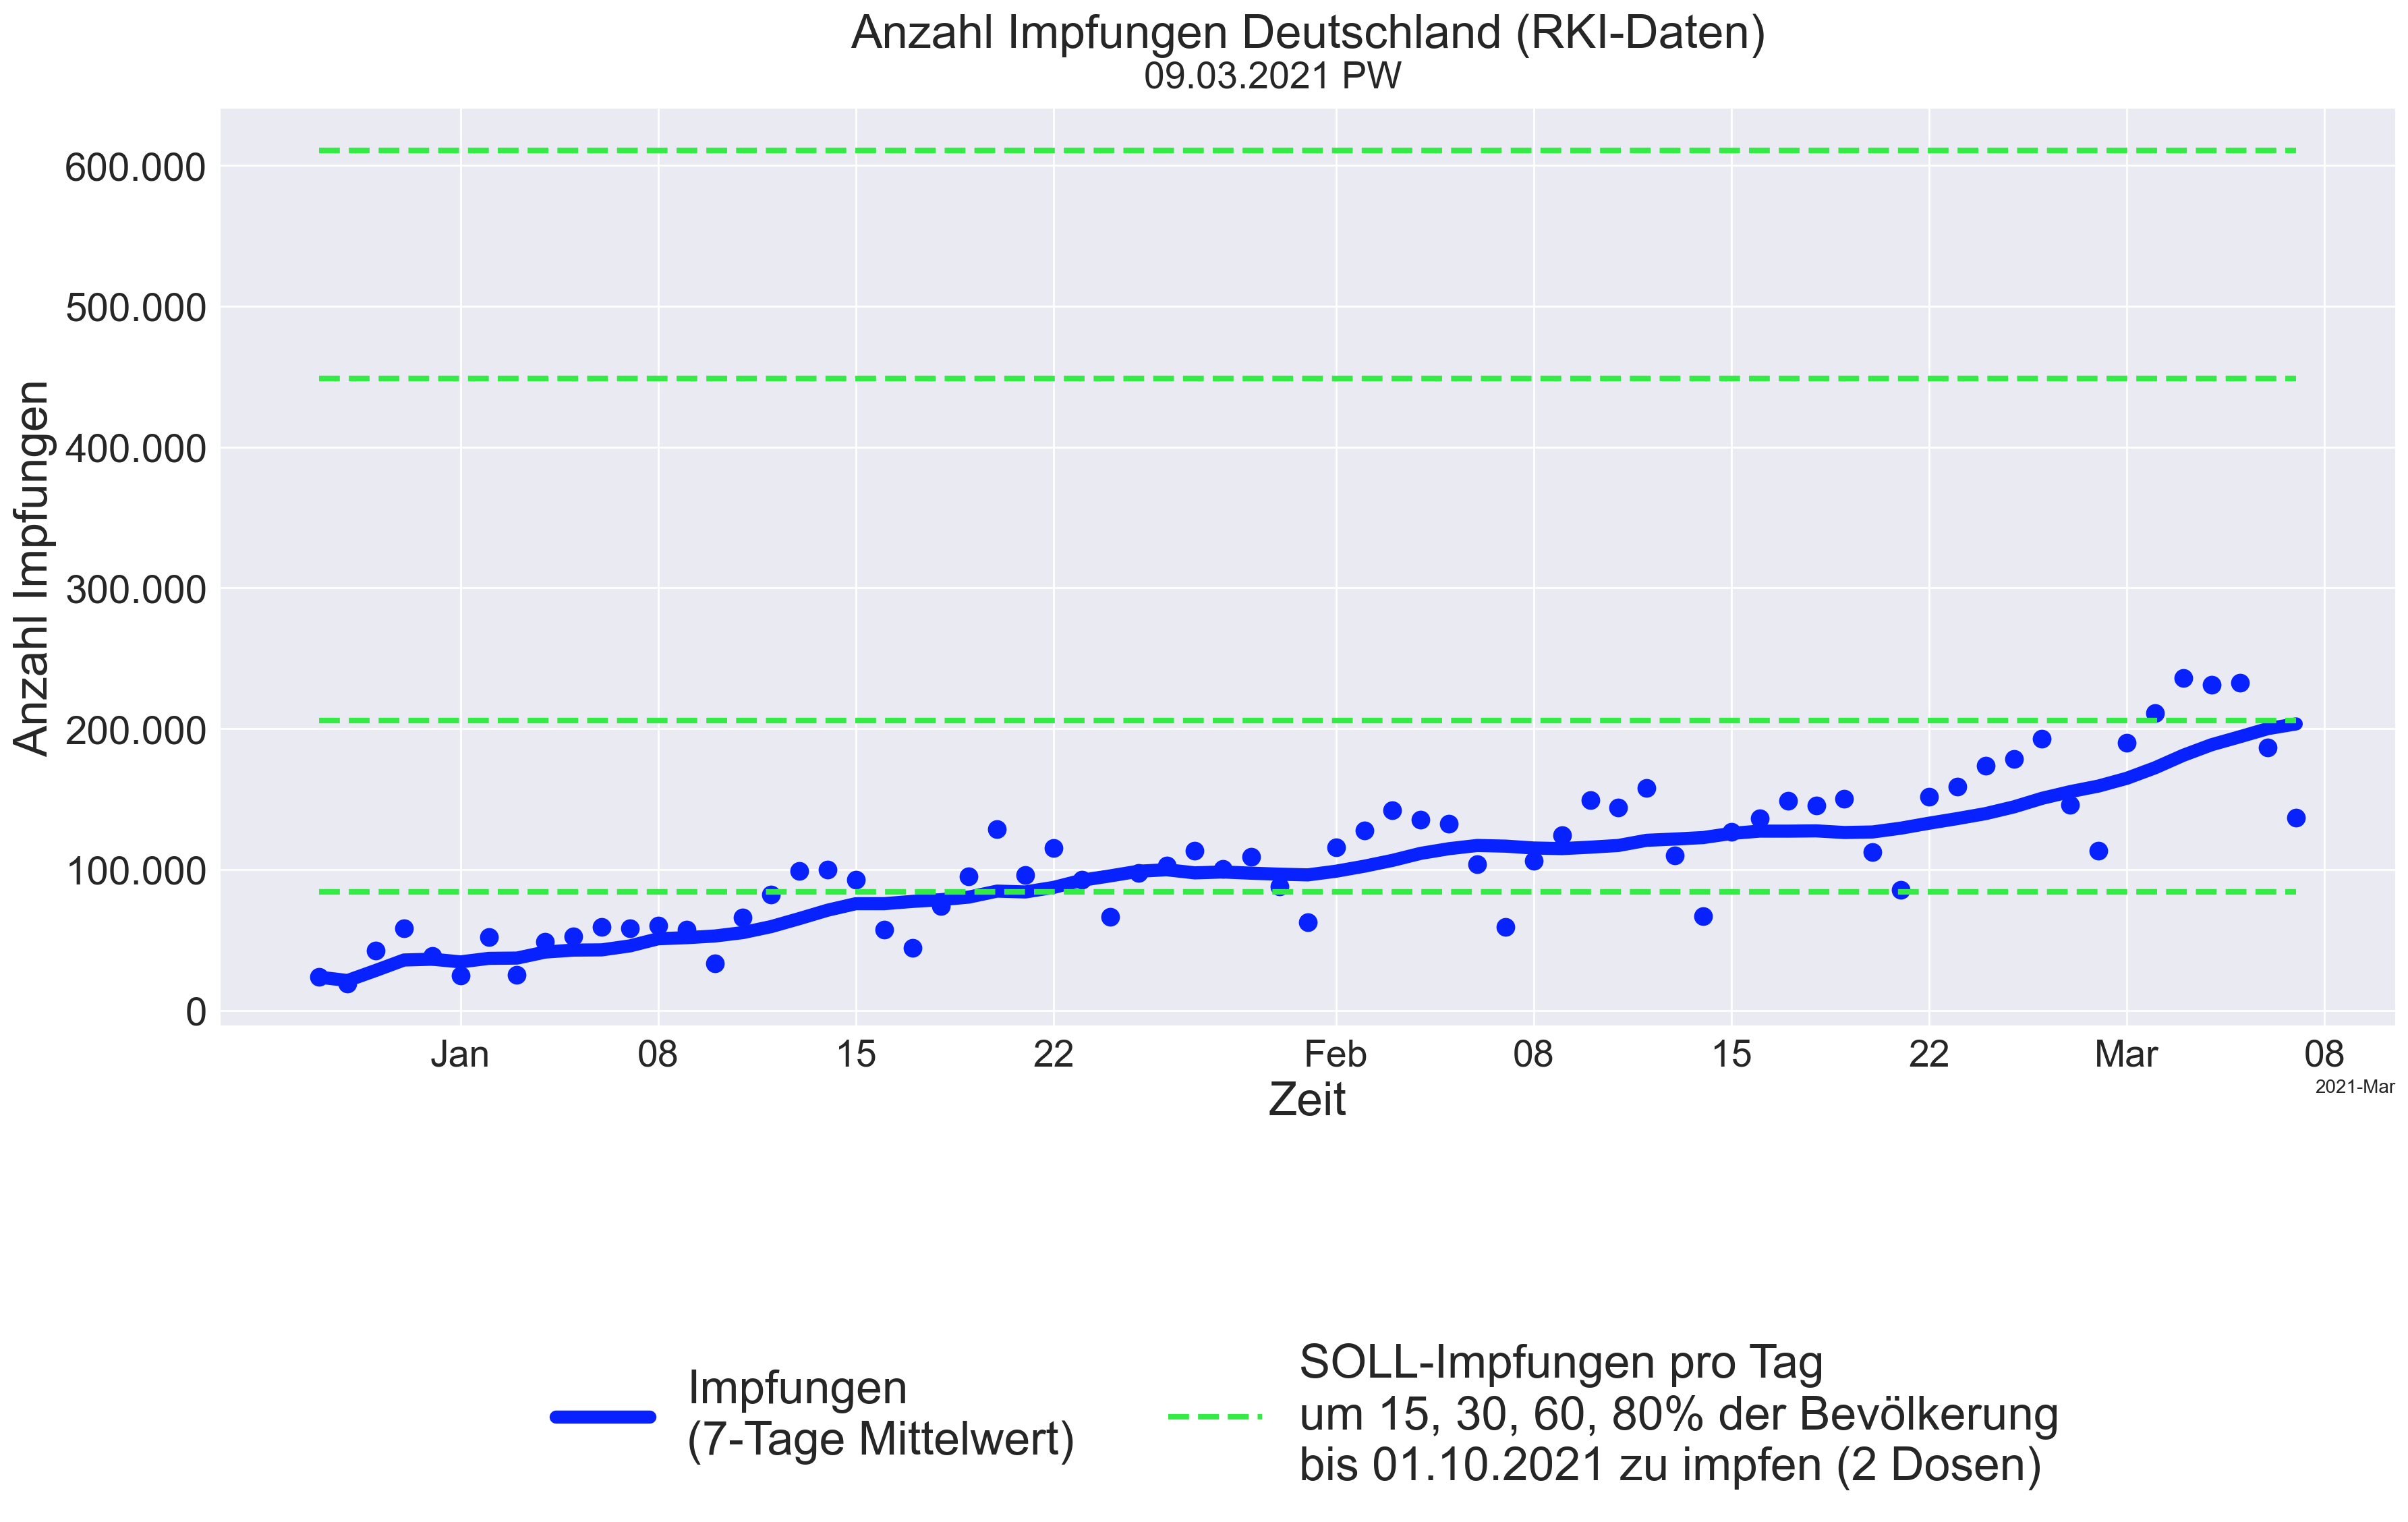 Anzahl Impfungen Deutschland (RKI-Daten)
09.03.2021 PW
Anzahl Impfungen
600.000
500.000
400.000
300.000
200.000
100.000
0
Jan 08 15 22 Feb 08 15 22 Mar 08
2021-Mar
Zeit
Impfungen
(7-Tage Mittelwert)
SOLL-Impfungen pro Tag
um 15, 30, 60, 80% der Bevölkerung
bis 01.10.2021 zu impfen (2 Dosen)